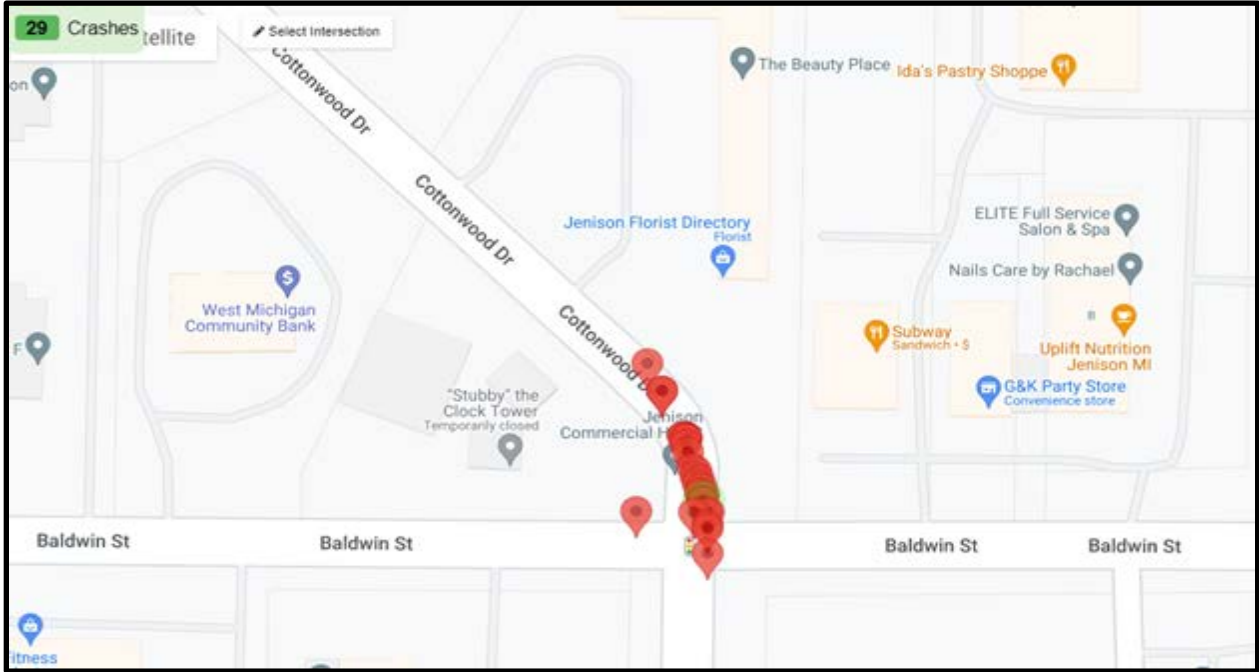 29 Crashes
tellite
Select Intersection
Cottonwood Dr
The Beauty Place
Ida's Pastry Shoppe
on
Cottonwood Dr
ELITE Full Service
Salon & Spa
Jenison Florist Directory
Florist
Nails Care by Rachael
West Michigan
Community Bank
Cottonwood D
Subway
Sandwich • $
Uplift Nutrition
Jenison MI
F
G&K Party Store
Convenience store
"Stubby" the
Clock Tower
Temporarily closed
Jenison
Commercial H
Baldwin St
Baldwin St
Baldwin St
Baldwin St
itness